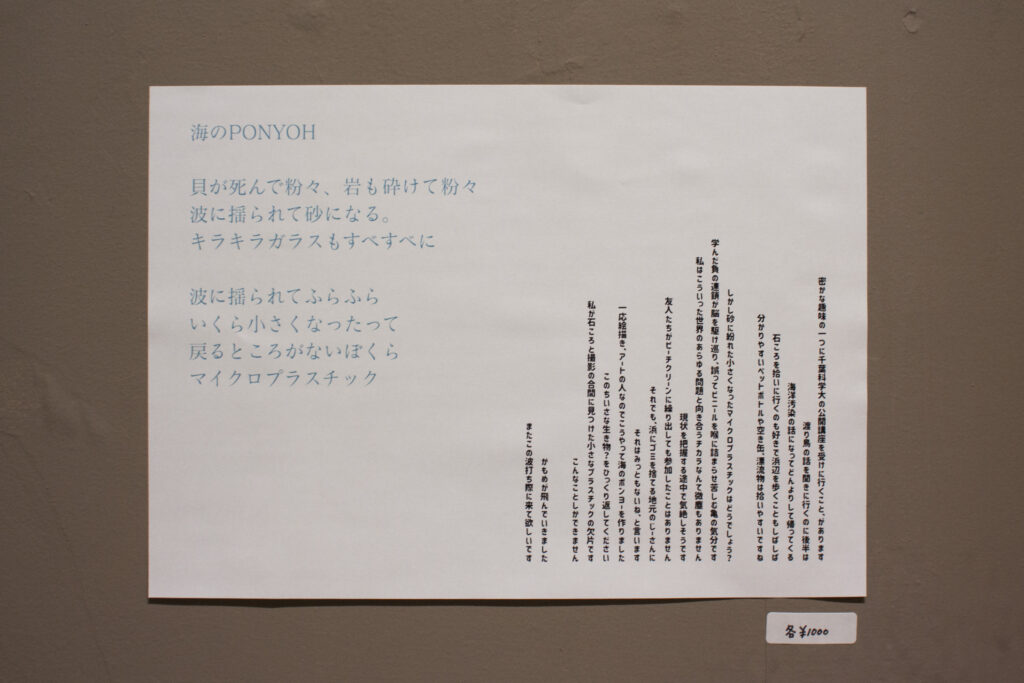 海のPONYOH
貝が死んで粉々、岩も砕けて粉々
波に揺られて砂になる。
キラキラガラスもすべすべに
波に揺られてふらふら
いくら小さくなったって
戻るところがないぼくら
マイクロプラスチック
密かな趣味の一つに千葉科学大の公開講座を受けに行くこと、があります
渡り鳥の話を聞きに行くのに後半は
海洋汚染の話になってどんよりして帰ってくる
石ころを拾いに行くのも好きで浜辺を歩くこともしばしば
分かりやすいペットボトルや空き缶、漂流物は拾いやすいですね
しかし砂に紛れた小さくなったマイクロプラスチックはどうでしょう?
学んだ負の連鎖が脳を駆け巡り、誤ってビニールを喉に詰まらせ苦しむ亀の気分です
私はこういった世界のあらゆる問題と向き合うチカラなんて微塵もありません
現状を把握する途中で気絶しそうです
友人たちがビーチクリーンに繰り出しても参加したことはありません
それでも、浜にゴミを捨てる地元のじーさんに
それはみっともないね、と言います
一応絵描き、アートの人なのでこうやって海のポンヨーを作りました
このちいさな生き物?をひっくり返してください
私が石ころと撮影の合間に見つけた小さなプラスチックの欠片です
こんなことしかできません
かもめが飛んでいきました
またこの波打ち際に来て欲しいです
各¥1000